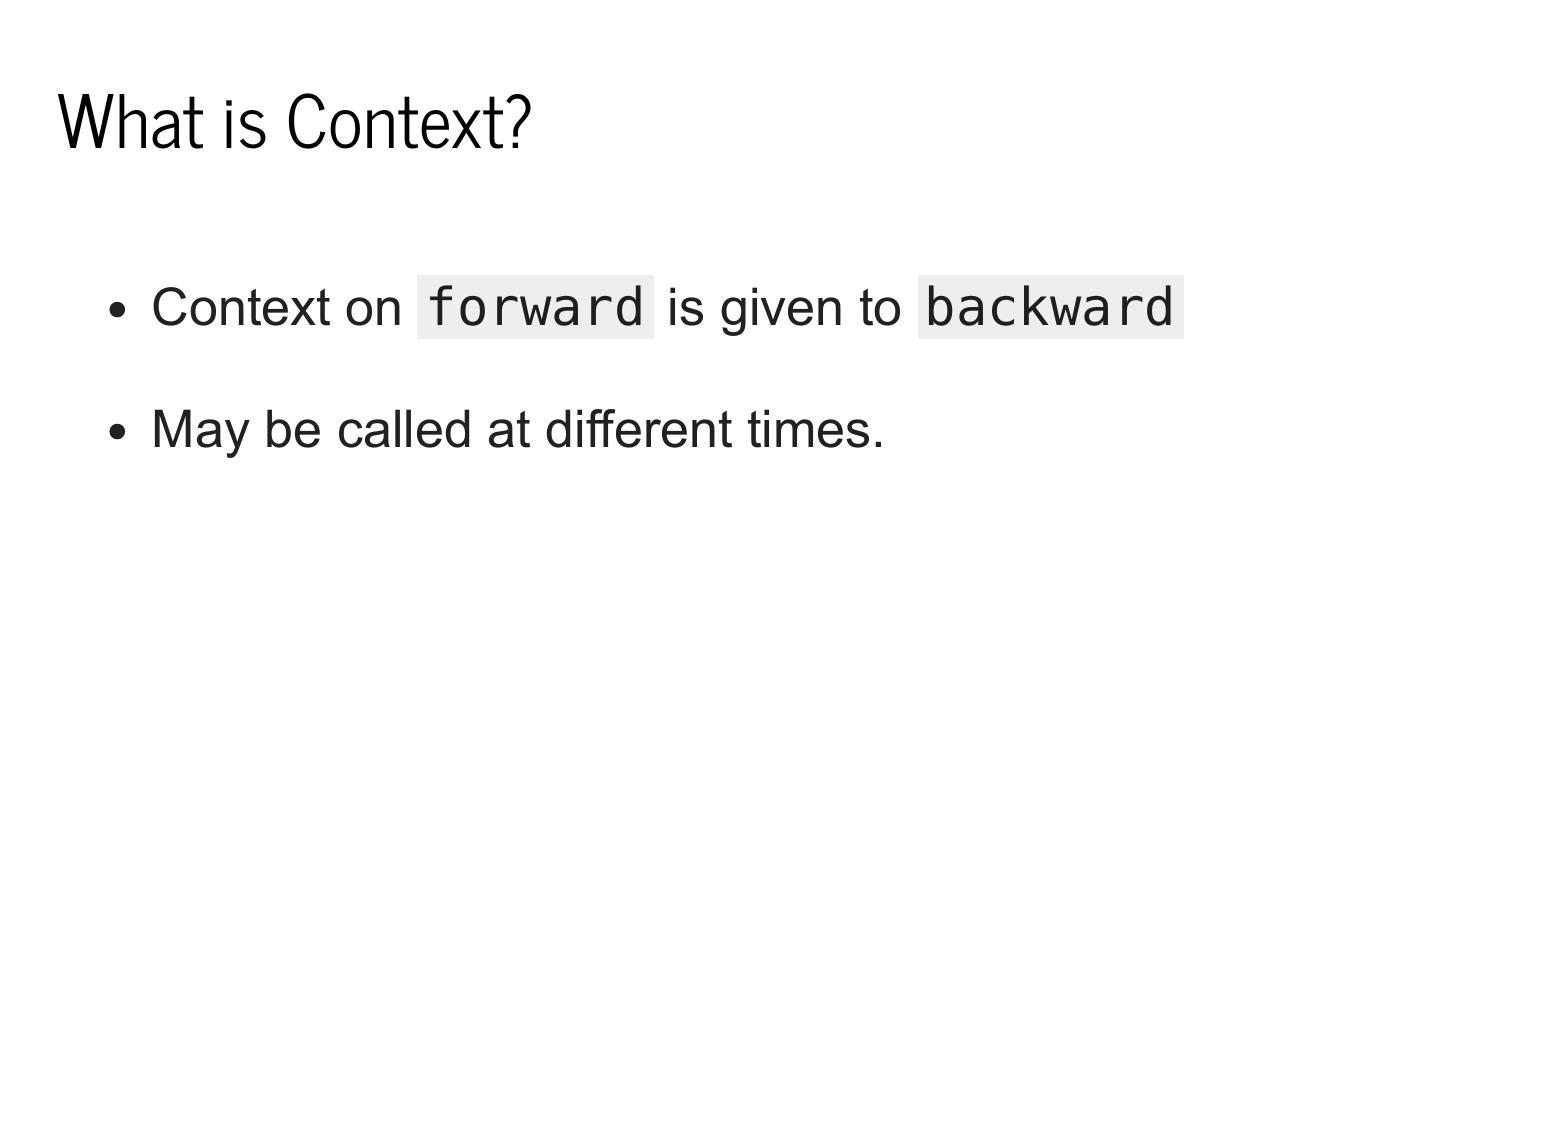 What is Context?
• Context on forward is given to backward
• May be called at different times.